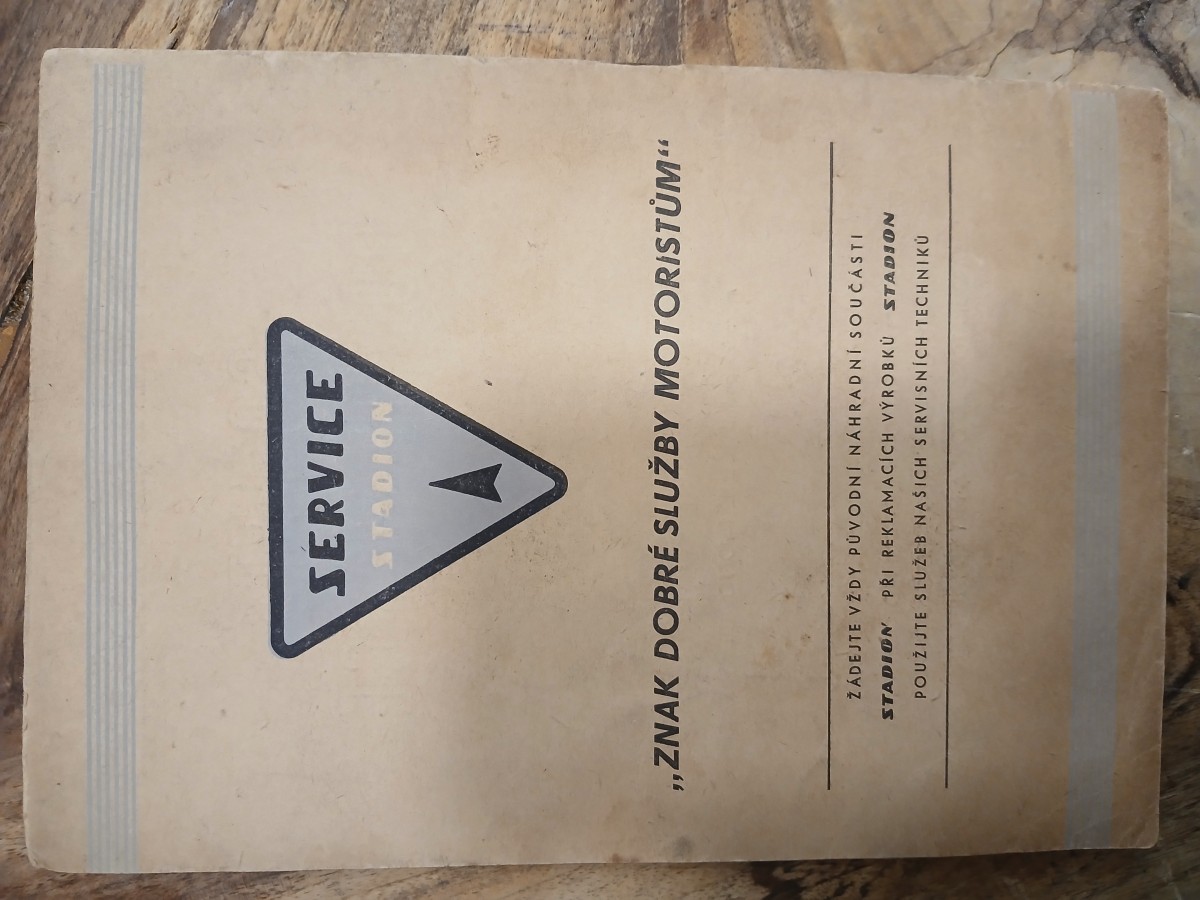 SERVICE
STADION
„ZNAK DOBRÉ SLUŽBY MOTORISTŮM“
ŽÁDEJTE VŽDY PŮVODNÍ NÁHRADNÍ SOUČÁSTI
STADION PŘI REKLAMACÍCH VÝROBKŮ STADION
POUŽIJTE SLUŽEB NAŠICH SERVISNÍCH TECHNIKŮ